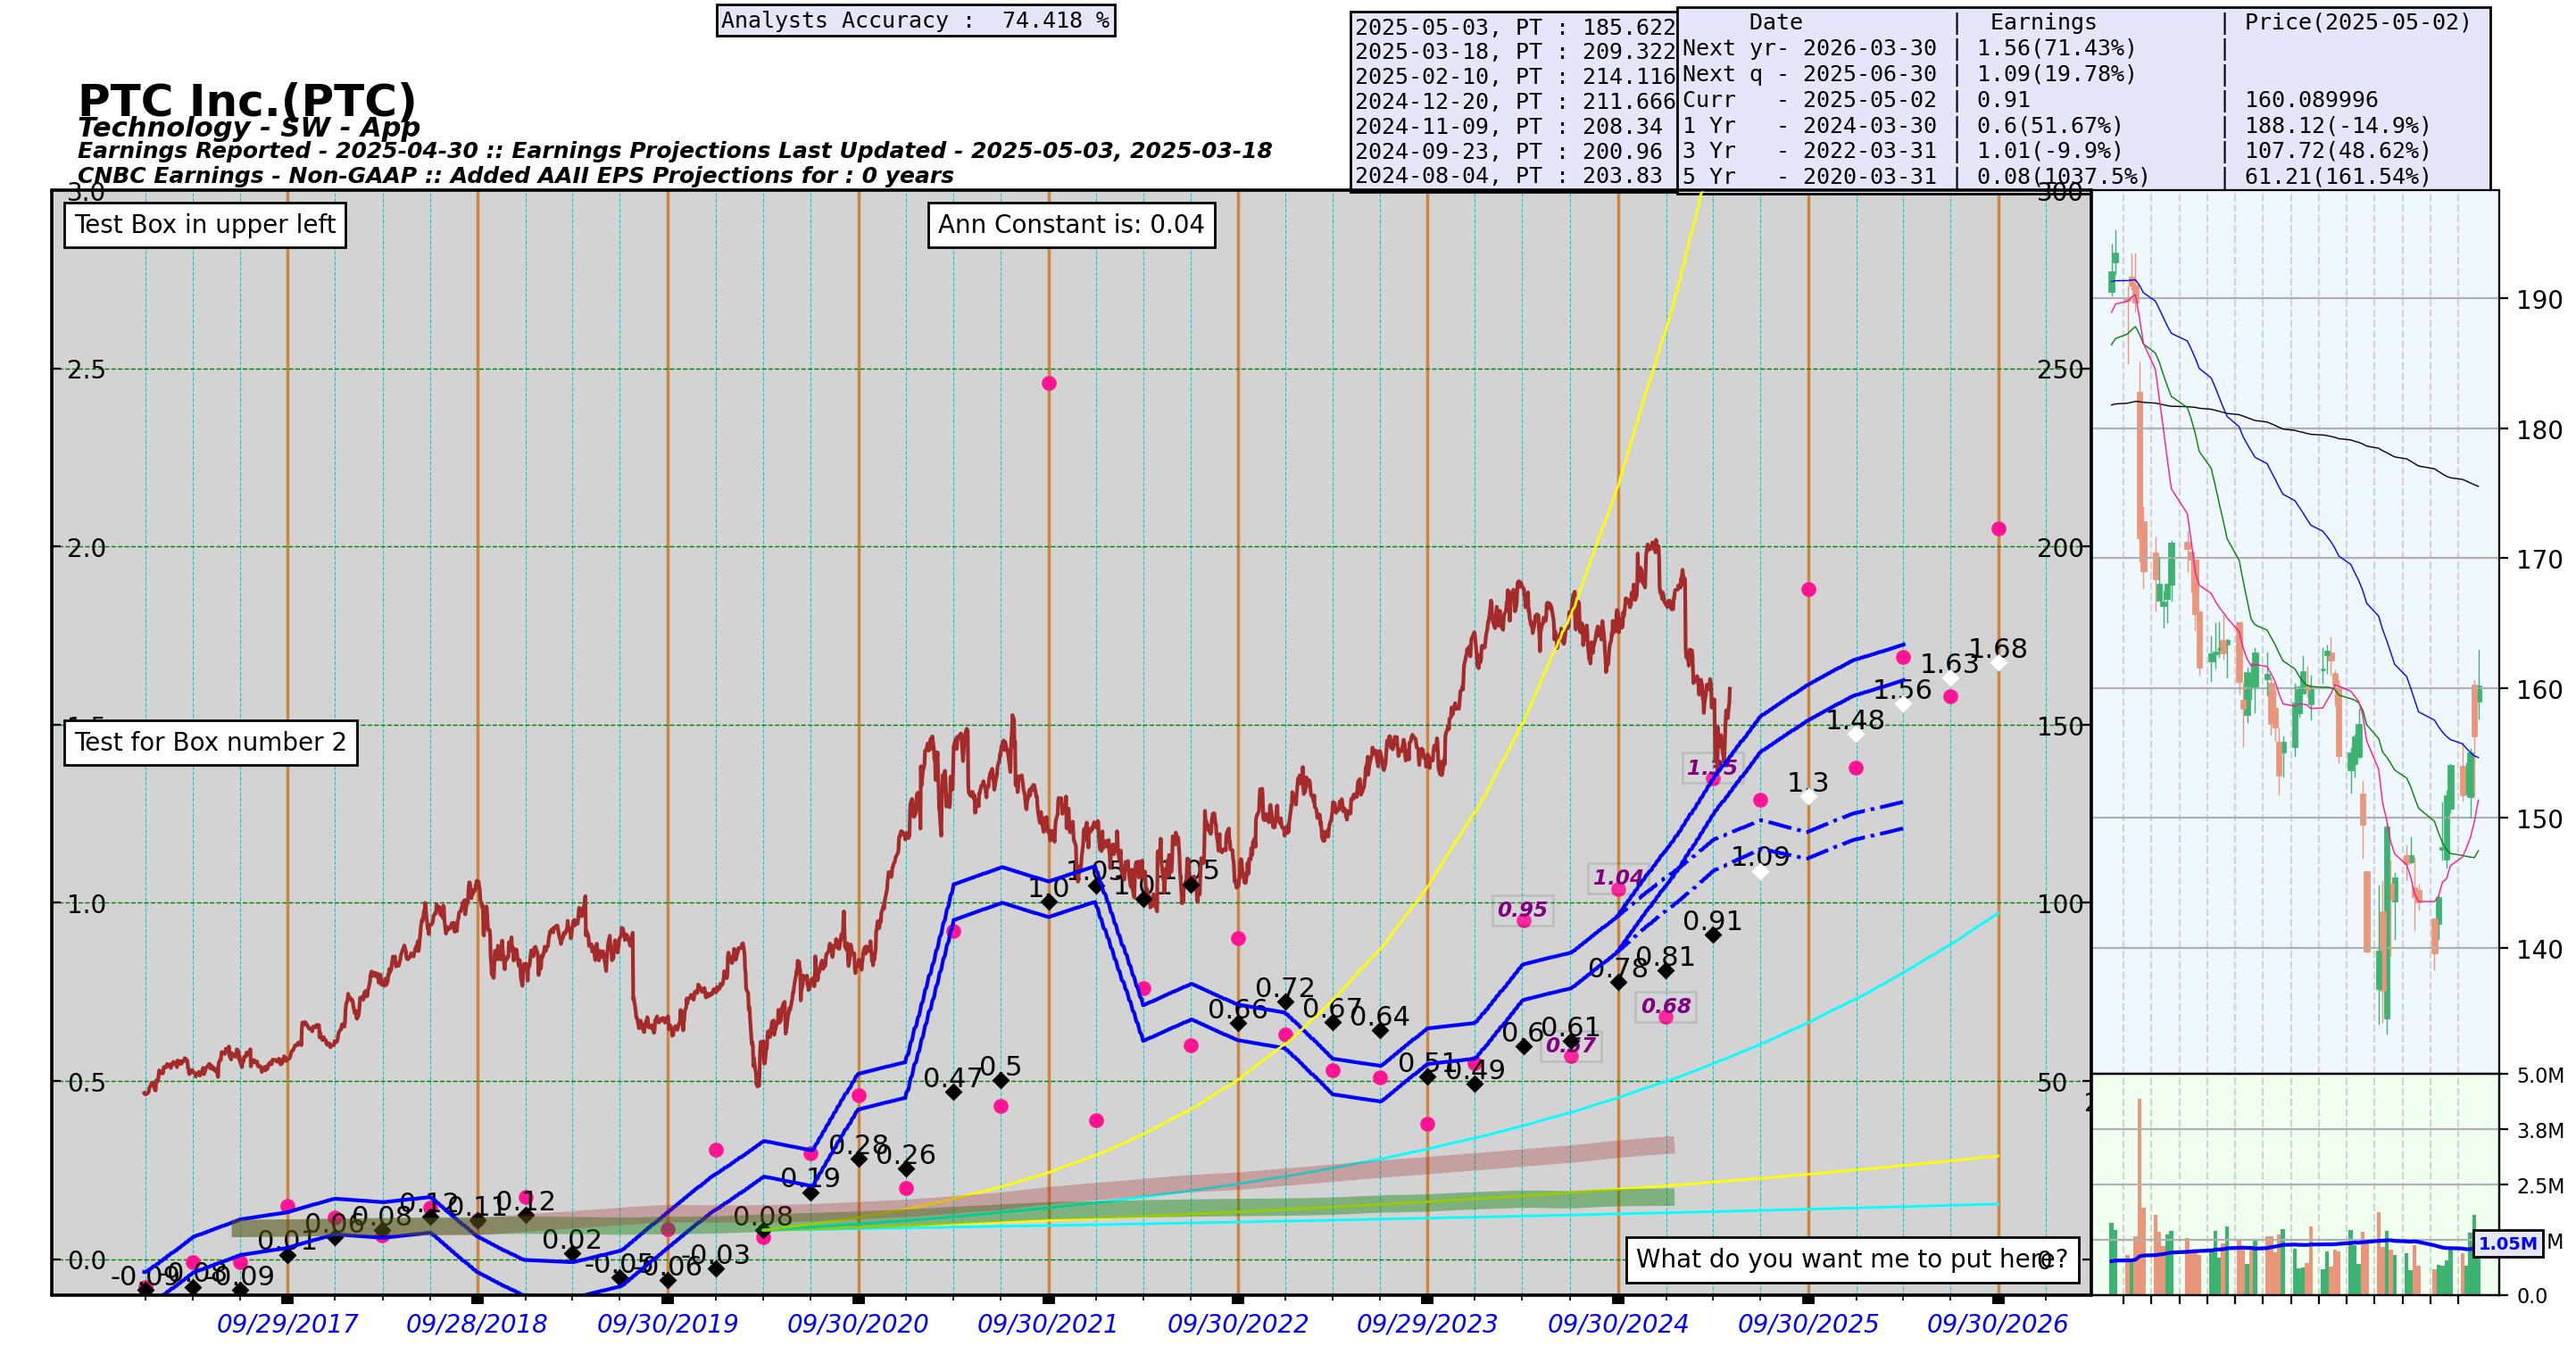 Analysts Accuracy :  74.418 %
2025-05-03, PT : 185.622
2025-03-18, PT : 209.322
2025-02-10, PT : 214.116
2024-12-20, PT : 211.666
2024-11-09, PT : 208.34
2024-09-23, PT : 200.96
2024-08-04, PT : 203.83
Date | Earnings | Price(2025-05-02)
Next yr- 2026-03-30 | 1.56(71.43%) |
Next q - 2025-06-30 | 1.09(19.78%) |
Curr - 2025-05-02 | 0.91 | 160.089996
1 Yr - 2024-03-30 | 0.6(51.67%) | 188.12(-14.9%)
3 Yr - 2022-03-31 | 1.01(-9.9%) | 107.72(48.62%)
5 Yr - 2020-03-31 | 0.08(1037.5%) | 61.21(161.54%)
PTC Inc.(PTC)
Technology - SW - App
Earnings Reported - 2025-04-30 :: Earnings Projections Last Updated - 2025-05-03, 2025-03-18
CNBC Earnings - Non-GAAP :: Added AAII EPS Projections for : 0 years
3.0
2.5
2.0
1.0
0.5
0.0
Test Box in upper left
Ann Constant is: 0.04
Test for Box number 2
What do you want me to put here?
300
250
200
150
100
50
0
-0.09
-0.08
-0.09
0.01
0.06
0.08
0.12
0.11
0.12
0.02
-0.05
-0.06
-0.03
0.08
0.19
0.28
0.26
0.47
0.5
1.0
1.05
1.01
1.05
0.66
0.72
0.67
0.64
0.51
0.49
0.6
0.61
0.78
0.81
0.91
1.09
1.3
1.48
1.56
1.63
1.68
0.95
0.57
1.04
0.68
1.35
190
180
170
160
150
140
5.0M
3.8M
2.5M
1.05M
M
0.0
09/29/2017
09/28/2018
09/30/2019
09/30/2020
09/30/2021
09/30/2022
09/29/2023
09/30/2024
09/30/2025
09/30/2026